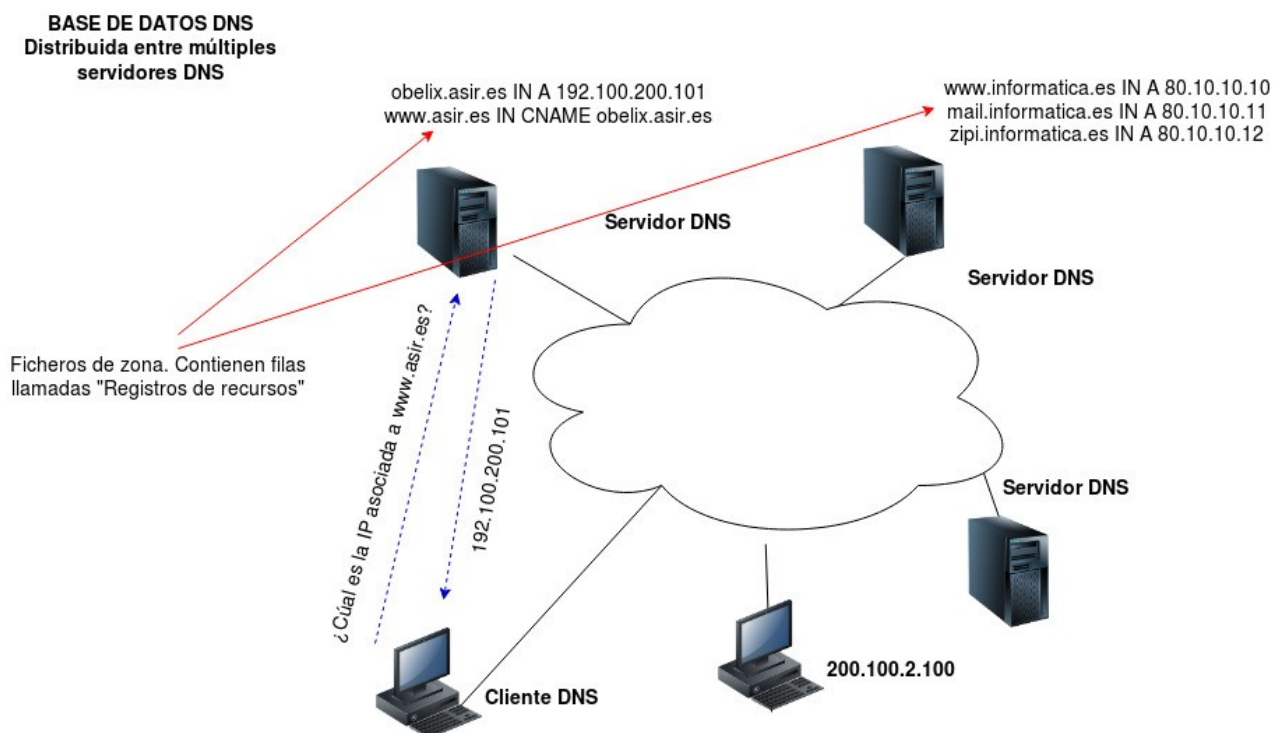 BASE DE DATOS DNS
Distribuida entre múltiples
servidores DNS
obelix.asir.es IN A 192.100.200.101
www.asir.es IN CNAME obelix.asir.es
www.informatica.es IN A 80.10.10.10
mail.informatica.es IN A 80.10.10.11
zipi.informatica.es IN A 80.10.10.12
Servidor DNS
Servidor DNS
Ficheros de zona. Contienen filas
llamadas "Registros de recursos"
¿Cúal es la IP asociada a www.asir.es?
192.100.200.101
Servidor DNS
Cliente DNS
200.100.2.100